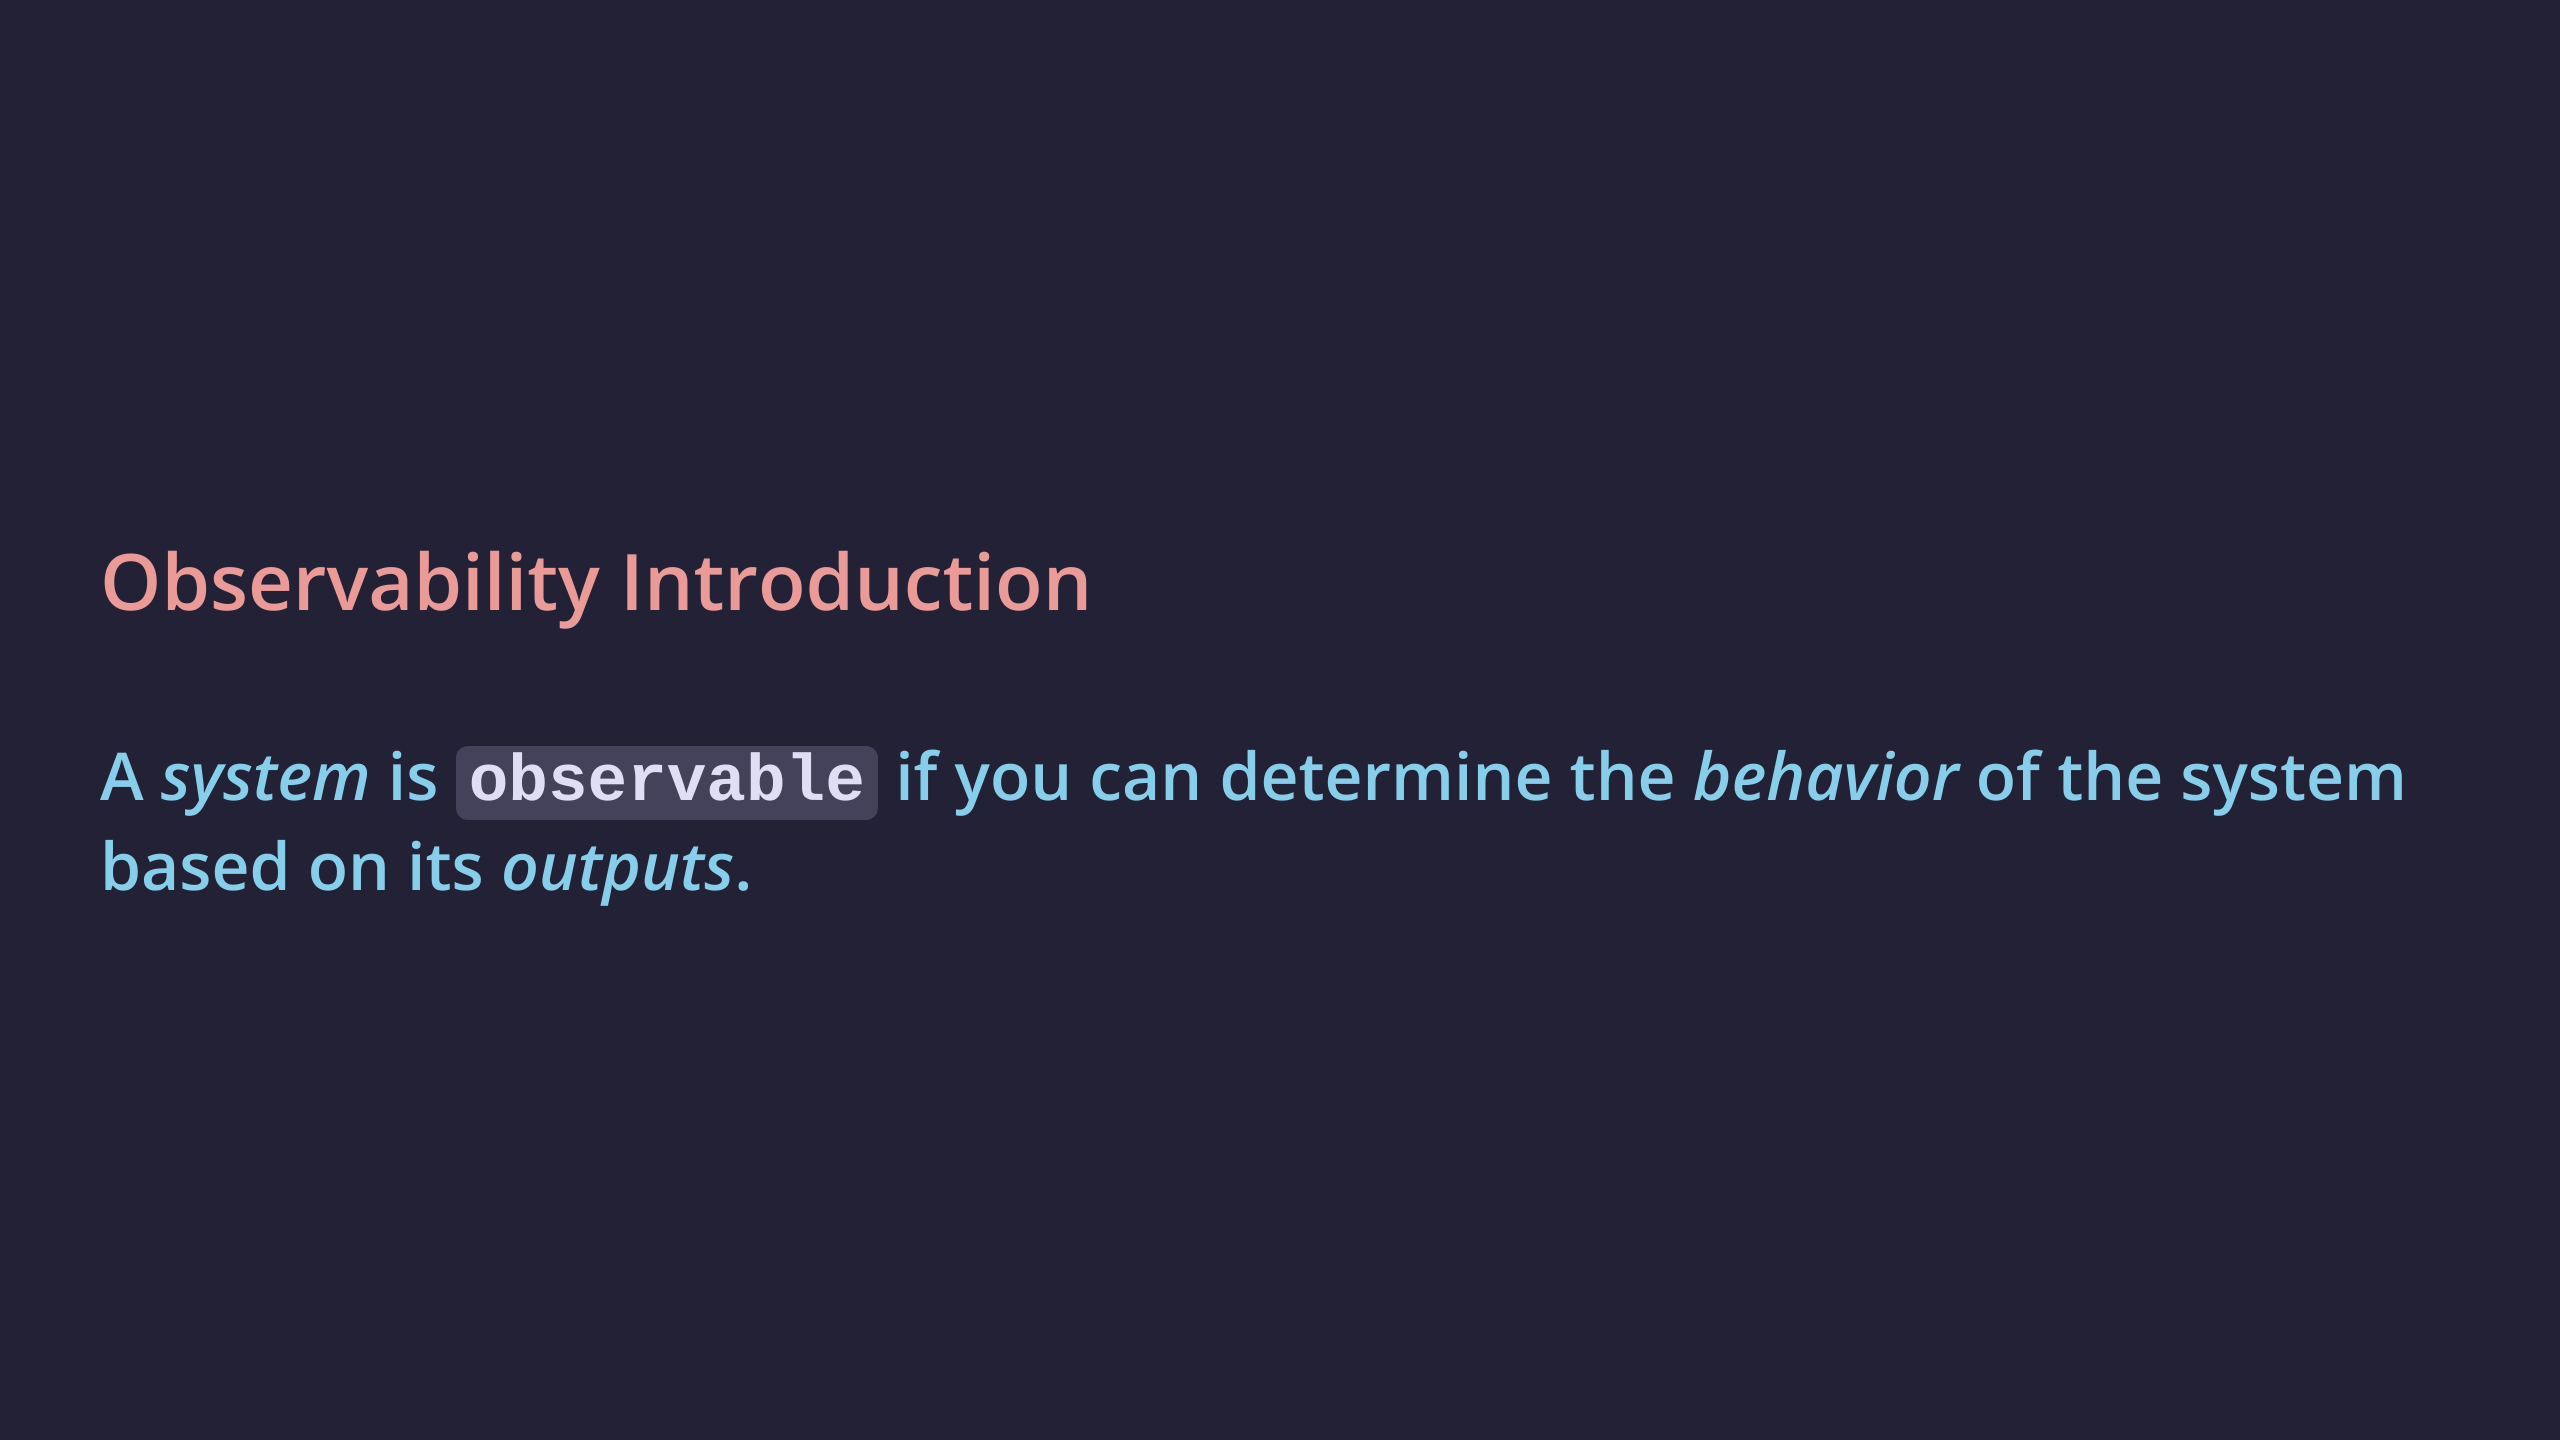 Observability Introduction
A system is observable if you can determine the behavior of the system
based on its outputs.